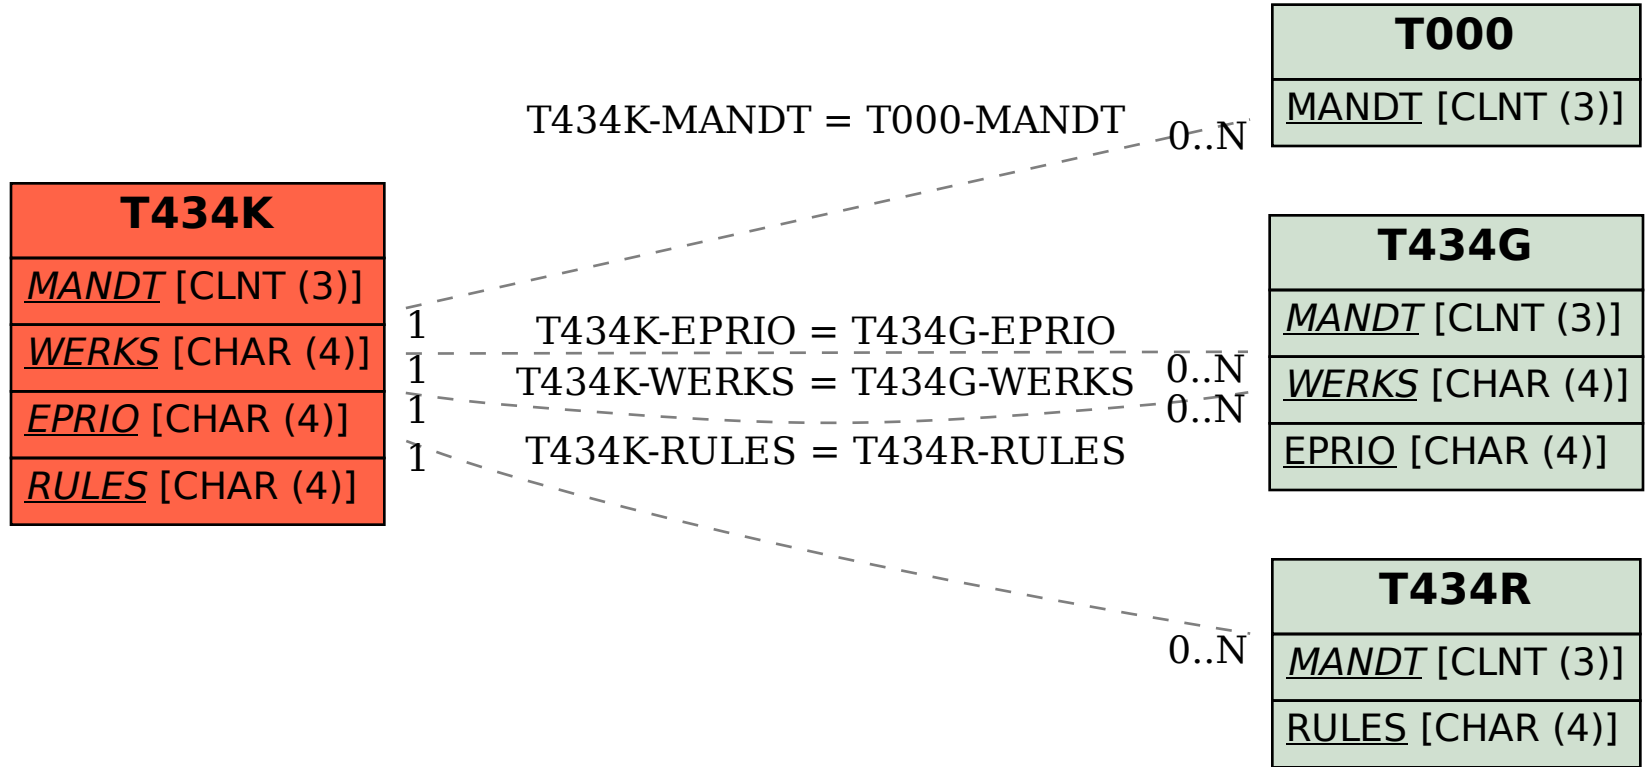 T434K
MANDT [CLNT (3)]
WERKS [CHAR (4)]
EPRIO [CHAR (4)]
RULES [CHAR (4)]
T434K-MANDT = T000-MANDT
1
0..N
T434K-EPRIO = T434G-EPRIO
1
0..N
T434K-WERKS = T434G-WERKS
1
0..N
T434K-RULES = T434R-RULES
1
0..N
T000
MANDT [CLNT (3)]
T434G
MANDT [CLNT (3)]
WERKS [CHAR (4)]
EPRIO [CHAR (4)]
T434R
MANDT [CLNT (3)]
RULES [CHAR (4)]